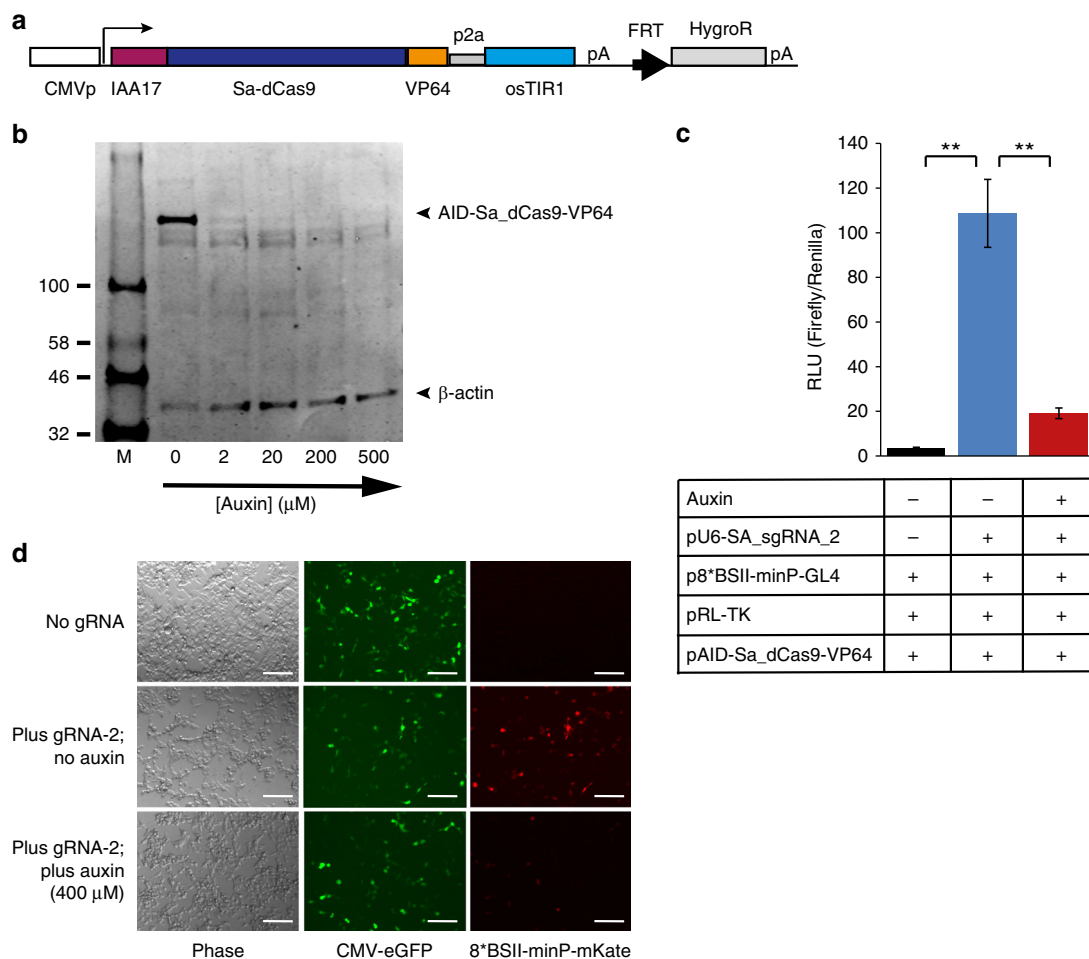 a
p2a
FRT
HygroR
pA
pA
CMVp
IAA17
Sa-dCas9
VP64
osTIR1
b
AID-Sa_dCas9-VP64
100
58
46
β-actin
32
M
0
2
20
200
500
[Auxin] (μM)
c
**
**
140
120
100
80
60
40
20
0
RLU (Firefly/Renilla)
Auxin – – +
pU6-SA_sgRNA_2 – + +
p8*BSII-minP-GL4 + + +
pRL-TK + + +
pAID-Sa_dCas9-VP64 + + +
d
No gRNA
Plus gRNA-2;
no auxin
Plus gRNA-2;
plus auxin
(400 μM)
Phase
CMV-eGFP
8*BSII-minP-mKate